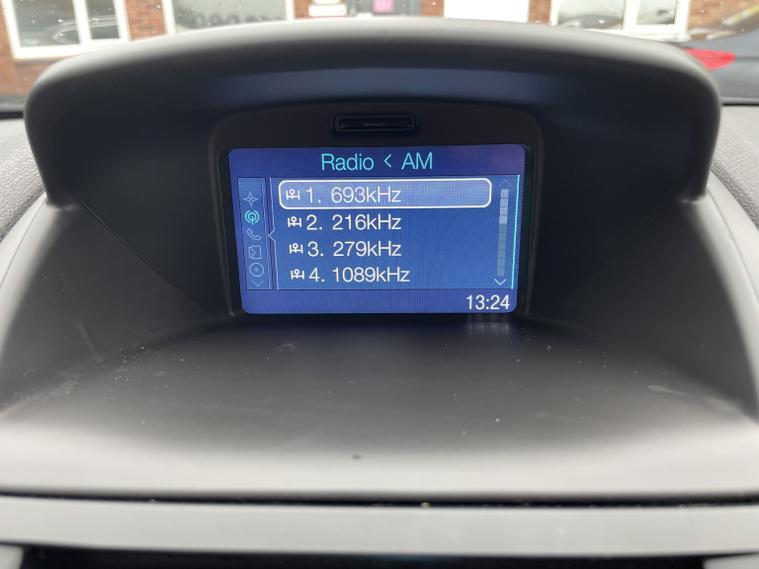 Radio < AM
1. 693kHz
2. 216kHz
3. 279kHz
4. 1089kHz
13:24